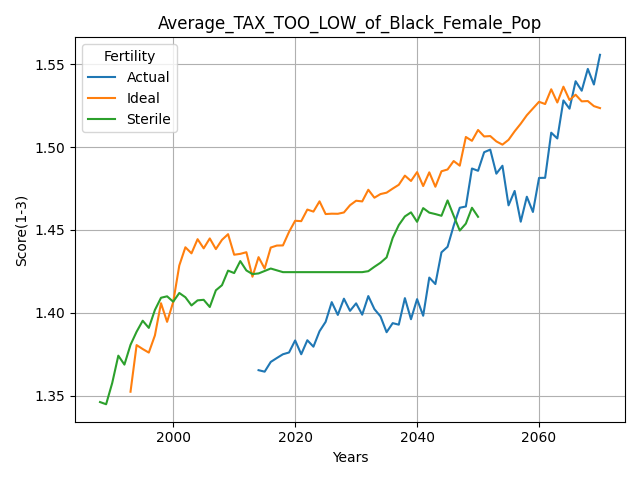 Average_TAX_TOO_LOW_of_Black_Female_Pop
Fertility
Actual
Ideal
Sterile
Score(1-3)
1.55
1.50
1.45
1.40
1.35
2000
2020
2040
2060
Years